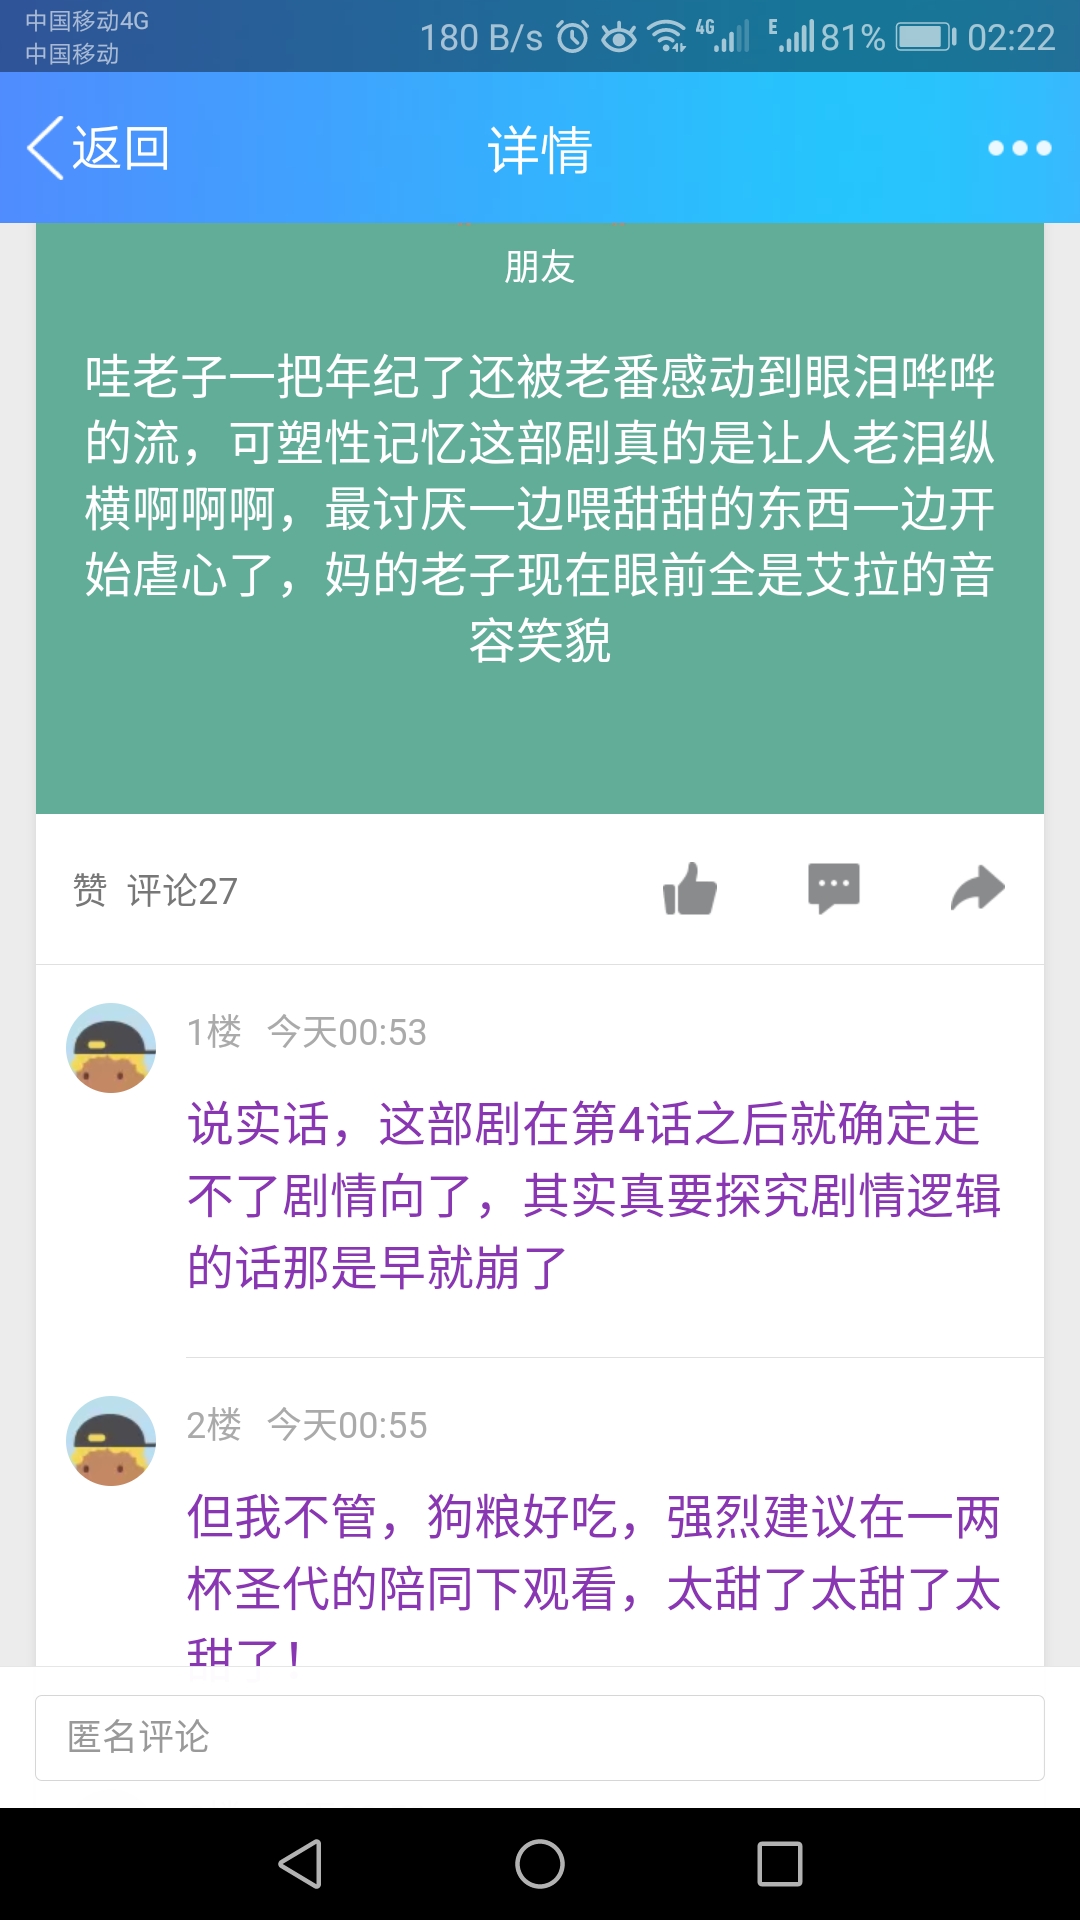 中国移动4G
中国移动
180 B/s 4G E 81% 02:22
返回 详情
朋友
哇老子一把年纪了还被老番感动到眼泪哗哗
的流，可塑性记忆这部剧真的是让人老泪纵
横啊啊啊，最讨厌一边喂甜甜的东西一边开
始虐心了，妈的老子现在眼前全是艾拉的音
容笑貌
赞 评论27
1楼 今天00:53
说实话，这部剧在第4话之后就确定走
不了剧情向了，其实真要探究剧情逻辑
的话那是早就崩了
2楼 今天00:55
但我不管，狗粮好吃，强烈建议在一两
杯圣代的陪同下观看，太甜了太甜了太
甜了！
匿名评论